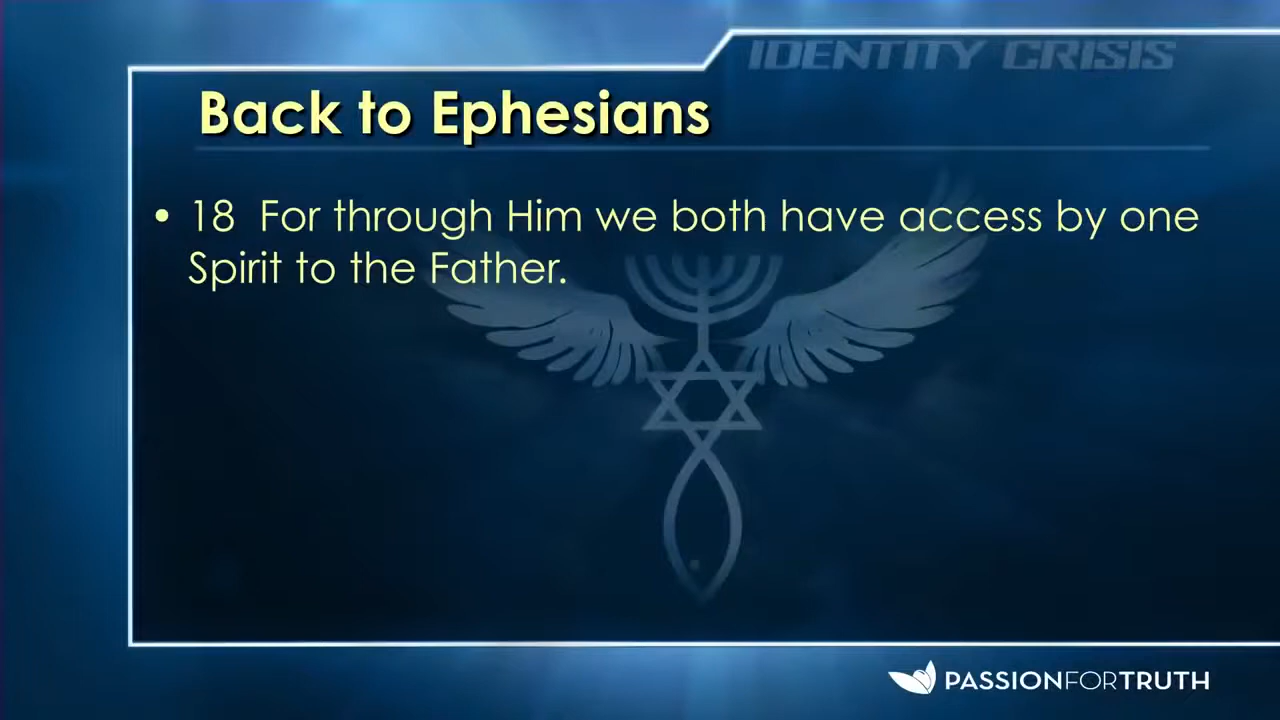 IDENTITY CRISIS
Back to Ephesians
• 18 For through Him we both have access by one
Spirit to the Father.
PASSIONFORTRUTH